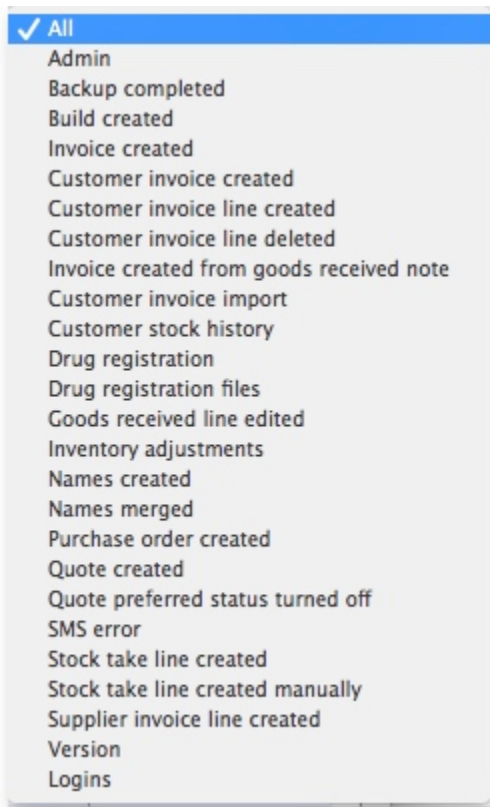 All
Admin
Backup completed
Build created
Invoice created
Customer invoice created
Customer invoice line created
Customer invoice line deleted
Invoice created from goods received note
Customer invoice import
Customer stock history
Drug registration
Drug registration files
Goods received line edited
Inventory adjustments
Names created
Names merged
Purchase order created
Quote created
Quote preferred status turned off
SMS error
Stock take line created
Stock take line created manually
Supplier invoice line created
Version
Logins